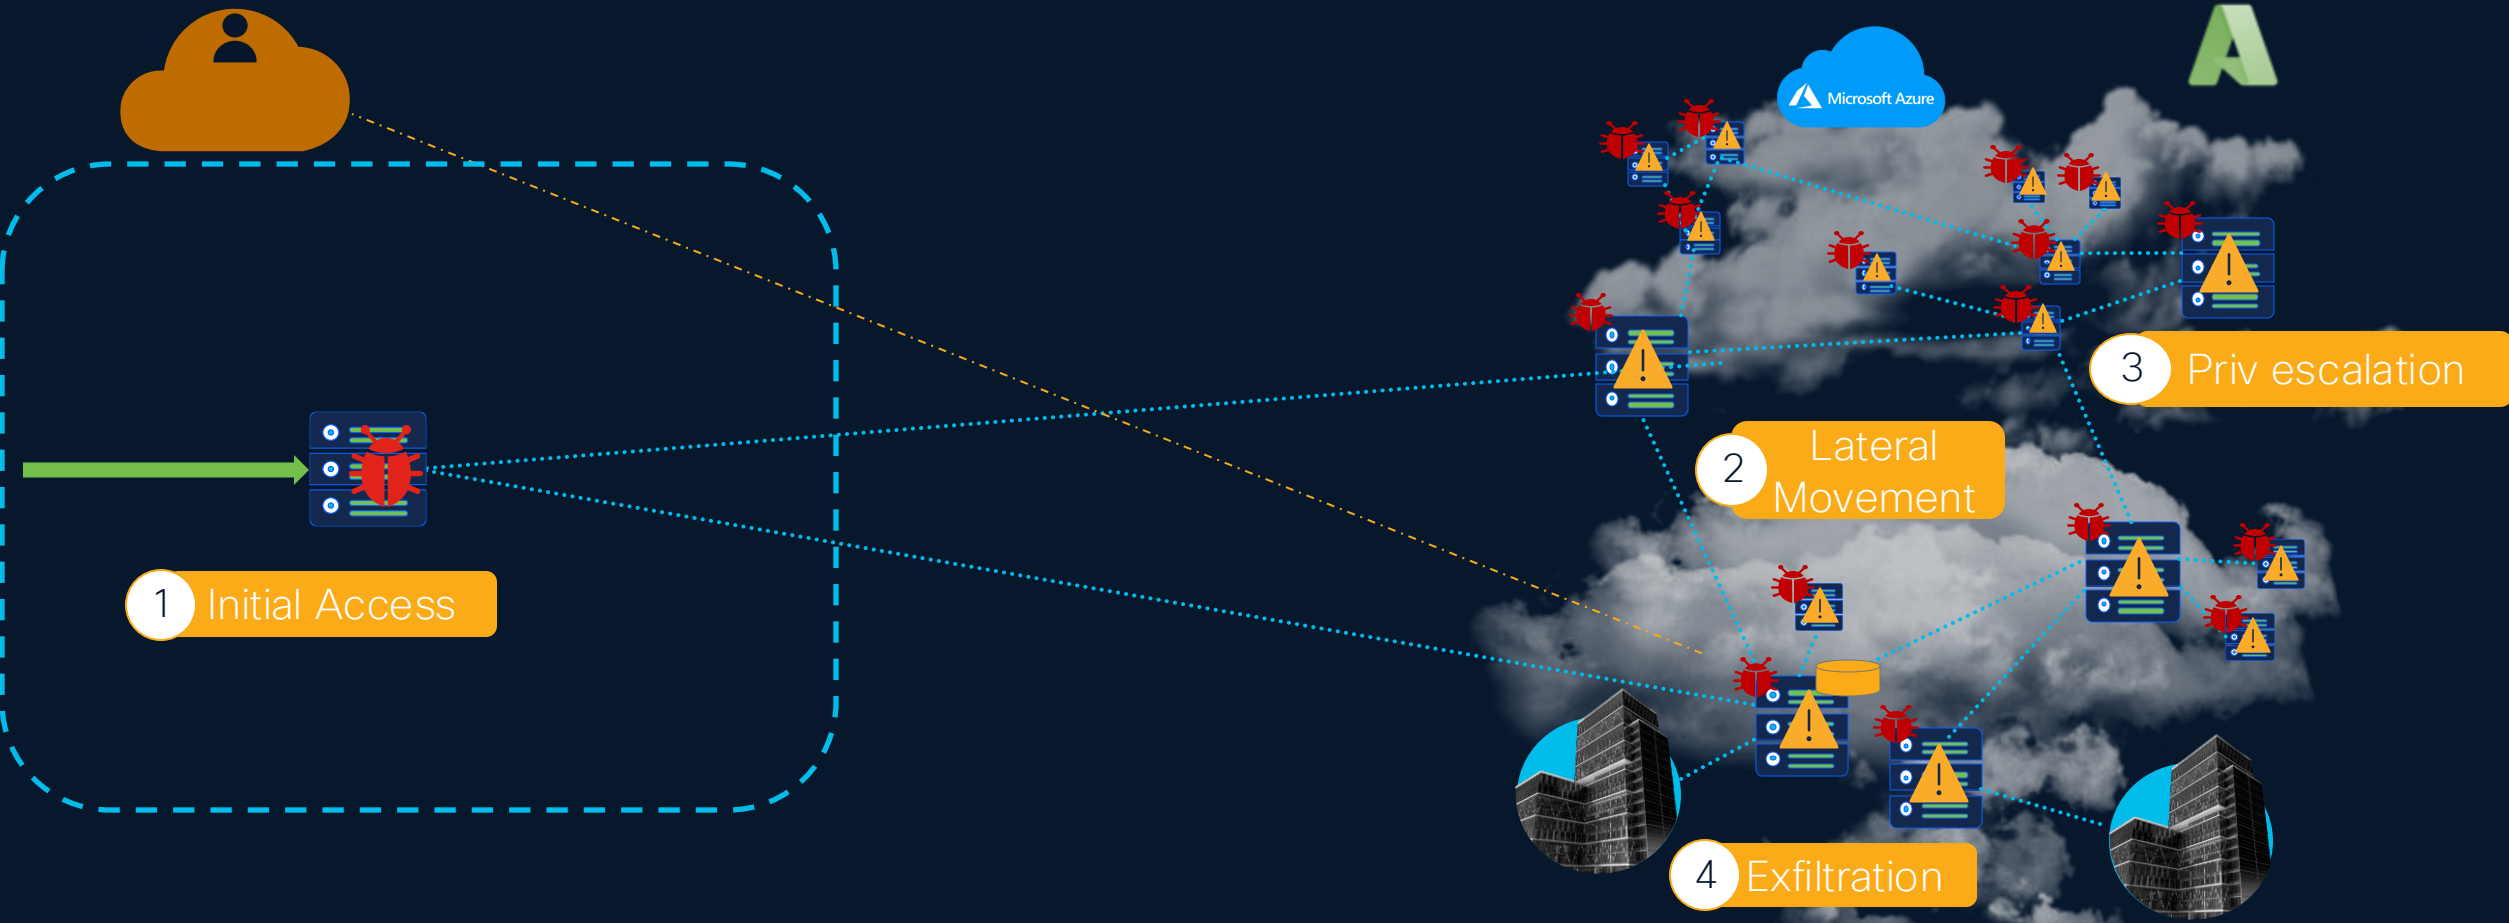 Microsoft Azure
3 Priv escalation
2 Lateral
Movement
1 Initial Access
4 Exfiltration